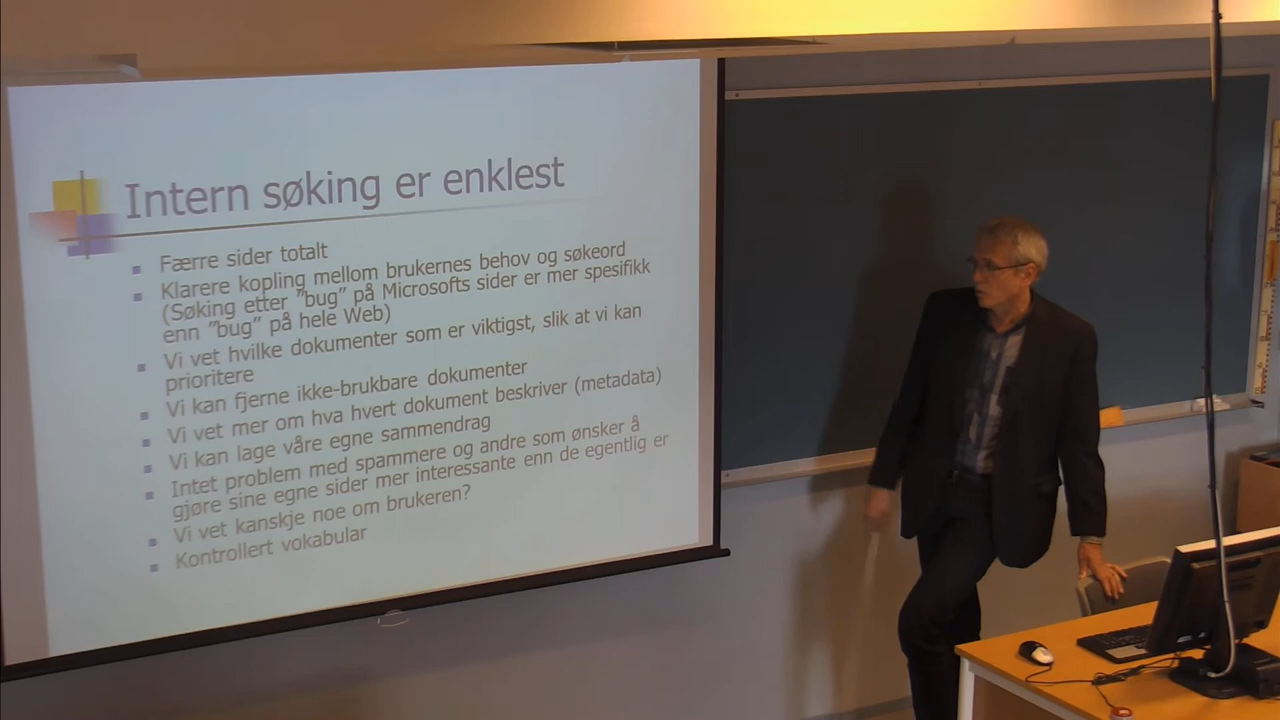 Intern søking er enklest
Færre sider totalt
Klarere kopling mellom brukernes behov og søkeord
(Søking etter "bug" på Microsofts sider er mer spesifikk
enn "bug" på hele Web)
Vi vet hvilke dokumenter som er viktigst, slik at vi kan
prioritere
Vi kan fjerne ikke-brukbare dokumenter
Vi vet mer om hva hvert dokument beskriver (metadata)
Vi kan lage våre egne sammendrag
Intet problem med spammere og andre som ønsker å
gjøre sine egne sider mer interessante enn de egentlig er
Vi vet kanskje noe om brukeren?
Kontrollert vokabular